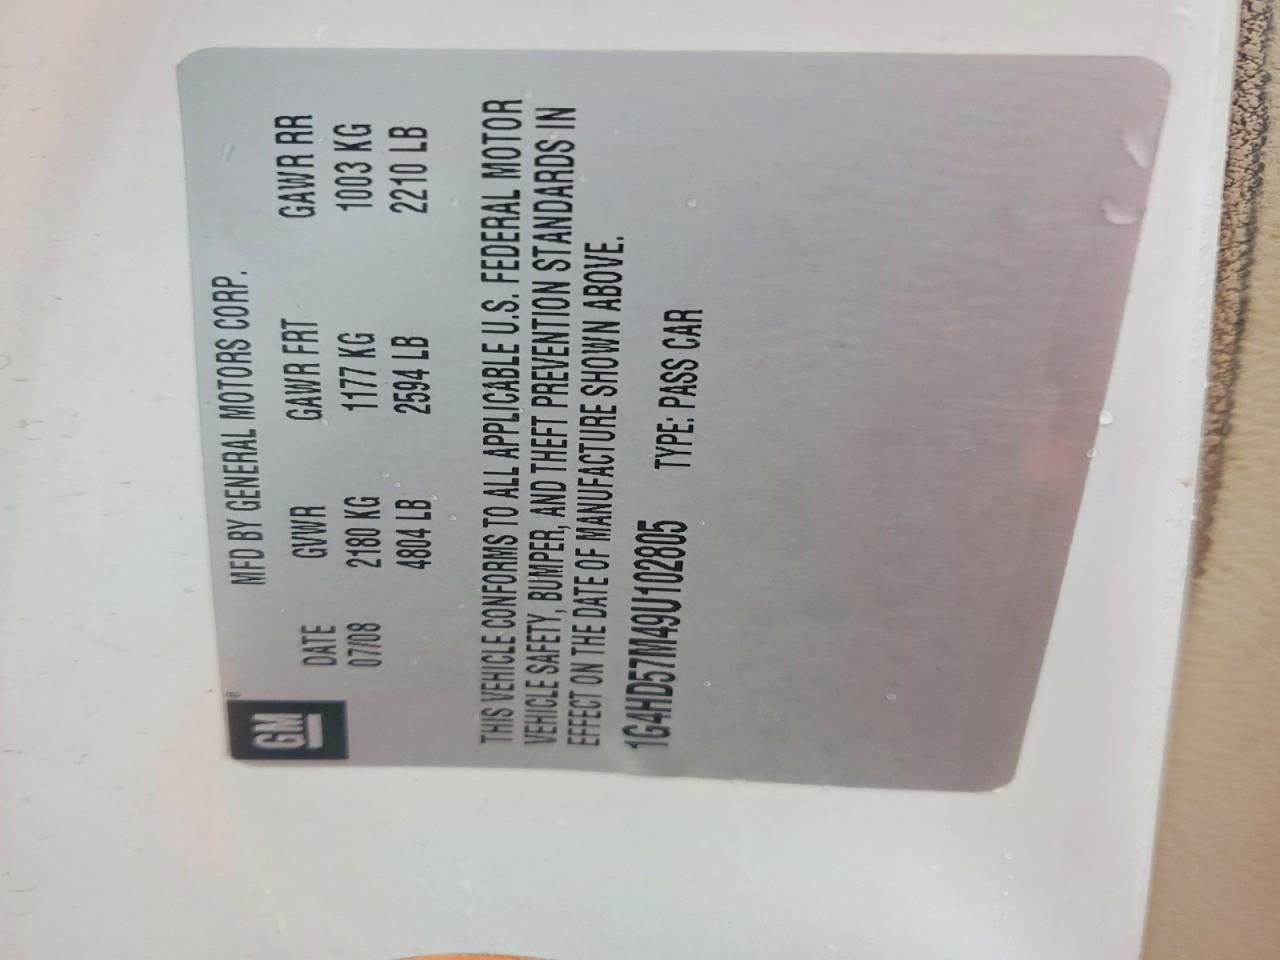 GM®
MFD BY GENERAL MOTORS CORP.
DATE GVWR GAWR FRT GAWR RR
07/08 2180 KG 1177 KG 1003 KG
4804 LB 2594 LB 2210 LB
THIS VEHICLE CONFORMS TO ALL APPLICABLE U.S. FEDERAL MOTOR
VEHICLE SAFETY, BUMPER, AND THEFT PREVENTION STANDARDS IN
EFFECT ON THE DATE OF MANUFACTURE SHOWN ABOVE.
1G4HD57M49U102805 TYPE: PASS CAR